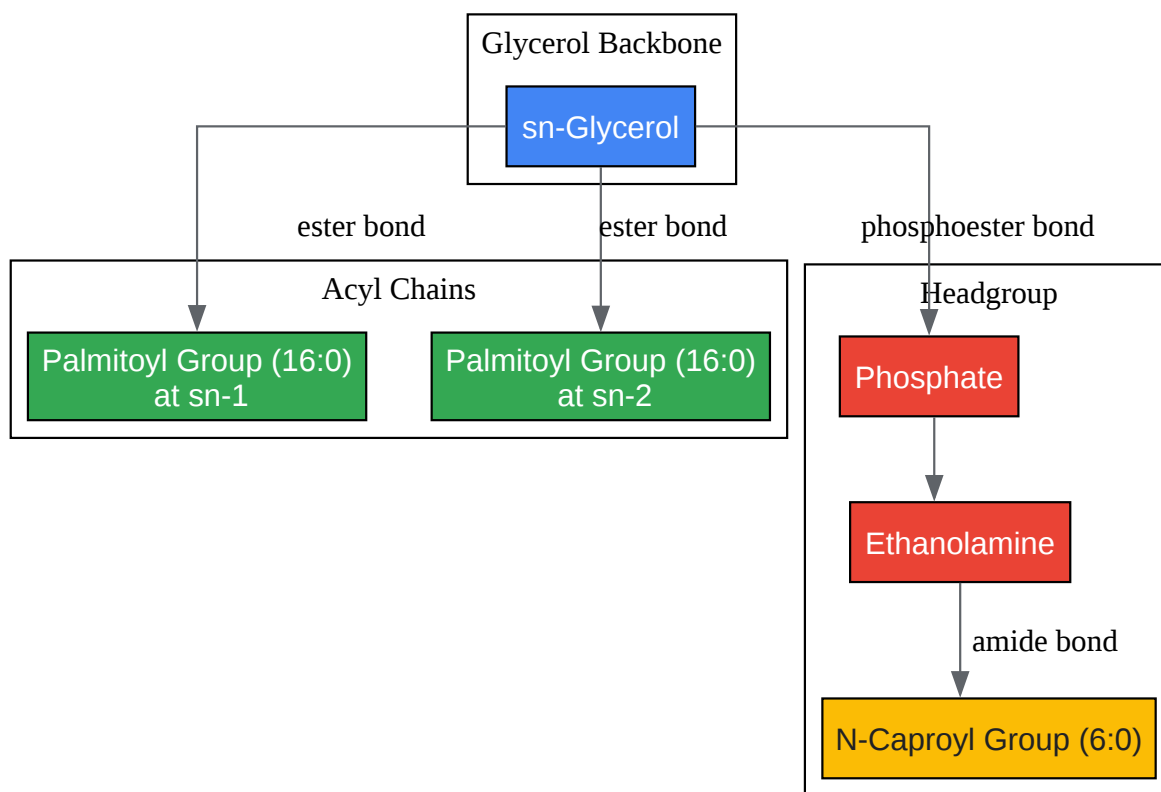 Glycerol Backbone
sn-Glycerol
ester bond
ester bond
phosphoester bond
Acyl Chains
Headgroup
Palmitoyl Group (16:0)
at sn-1
Palmitoyl Group (16:0)
at sn-2
Phosphate
Ethanolamine
amide bond
N-Caproyl Group (6:0)